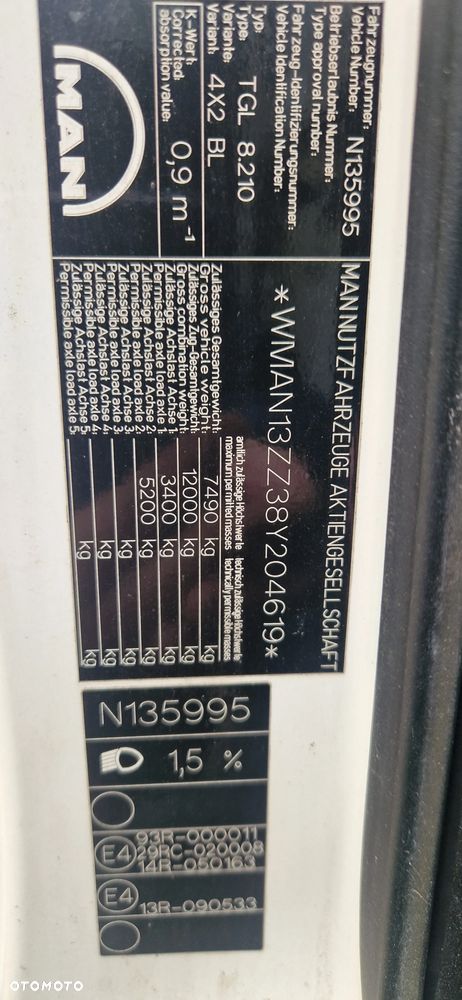 MAN NUTZFAHRZEUGE AKTIENGESELLSCHAFT
Fahrzeugnummer:
Vehicle Number: N135995
Betriebserlaubnis Nummer:
Type approval number:
Fahrzeug-Identifizierungsnummer:
Vehicle Identification Number:
*WMAN13ZZ38Y204619*
Typ:
Type: TGL 8.210
Variante:
Variant: 4X2 BL
K-Wert:
Corrected
absorption value: 0,9 m-1
MAN
amtlich zulässige Höchstwerte technisch zulässige Höchstwerte
maximum permitted masses technically permissible masses
Zulässiges Gesamtgewicht:
Gross vehicle weight: 7490 kg kg
Zulässiges Zug-Gesamtgewicht:
Gross combination weight: 12000 kg kg
Zulässige Achslast Achse 1:
Permissible axle load axle 1: 3400 kg kg
Zulässige Achslast Achse 2:
Permissible axle load axle 2: 5200 kg kg
Zulässige Achslast Achse 3:
Permissible axle load axle 3: kg kg
Zulässige Achslast Achse 4:
Permissible axle load axle 4: kg kg
Zulässige Achslast Achse 5:
Permissible axle load axle 5: kg kg
N135995
1,5 %
93R-000011
E4 29RC-020008
14R-050163
E4 13R-090533
OTOMOTO